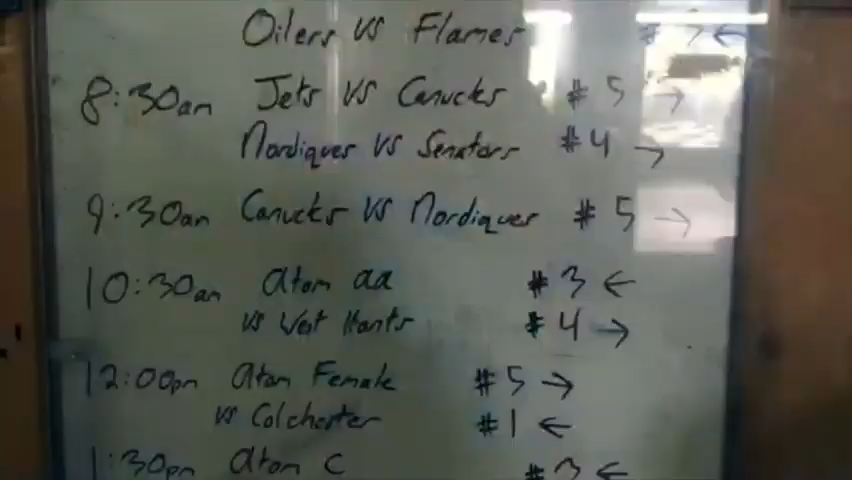 Oilers vs Flames # ←
8:30am Jets vs Canucks # 5 →
Nordiques vs Senators #4 →
9:30am Canucks vs Nordiques # 5 →
10:30am Atom aa #3 ←
vs West Hants #4 →
12:00pm Atom Female #5 →
vs Colchester #1 ←
1:30pm Atom C #3 ←